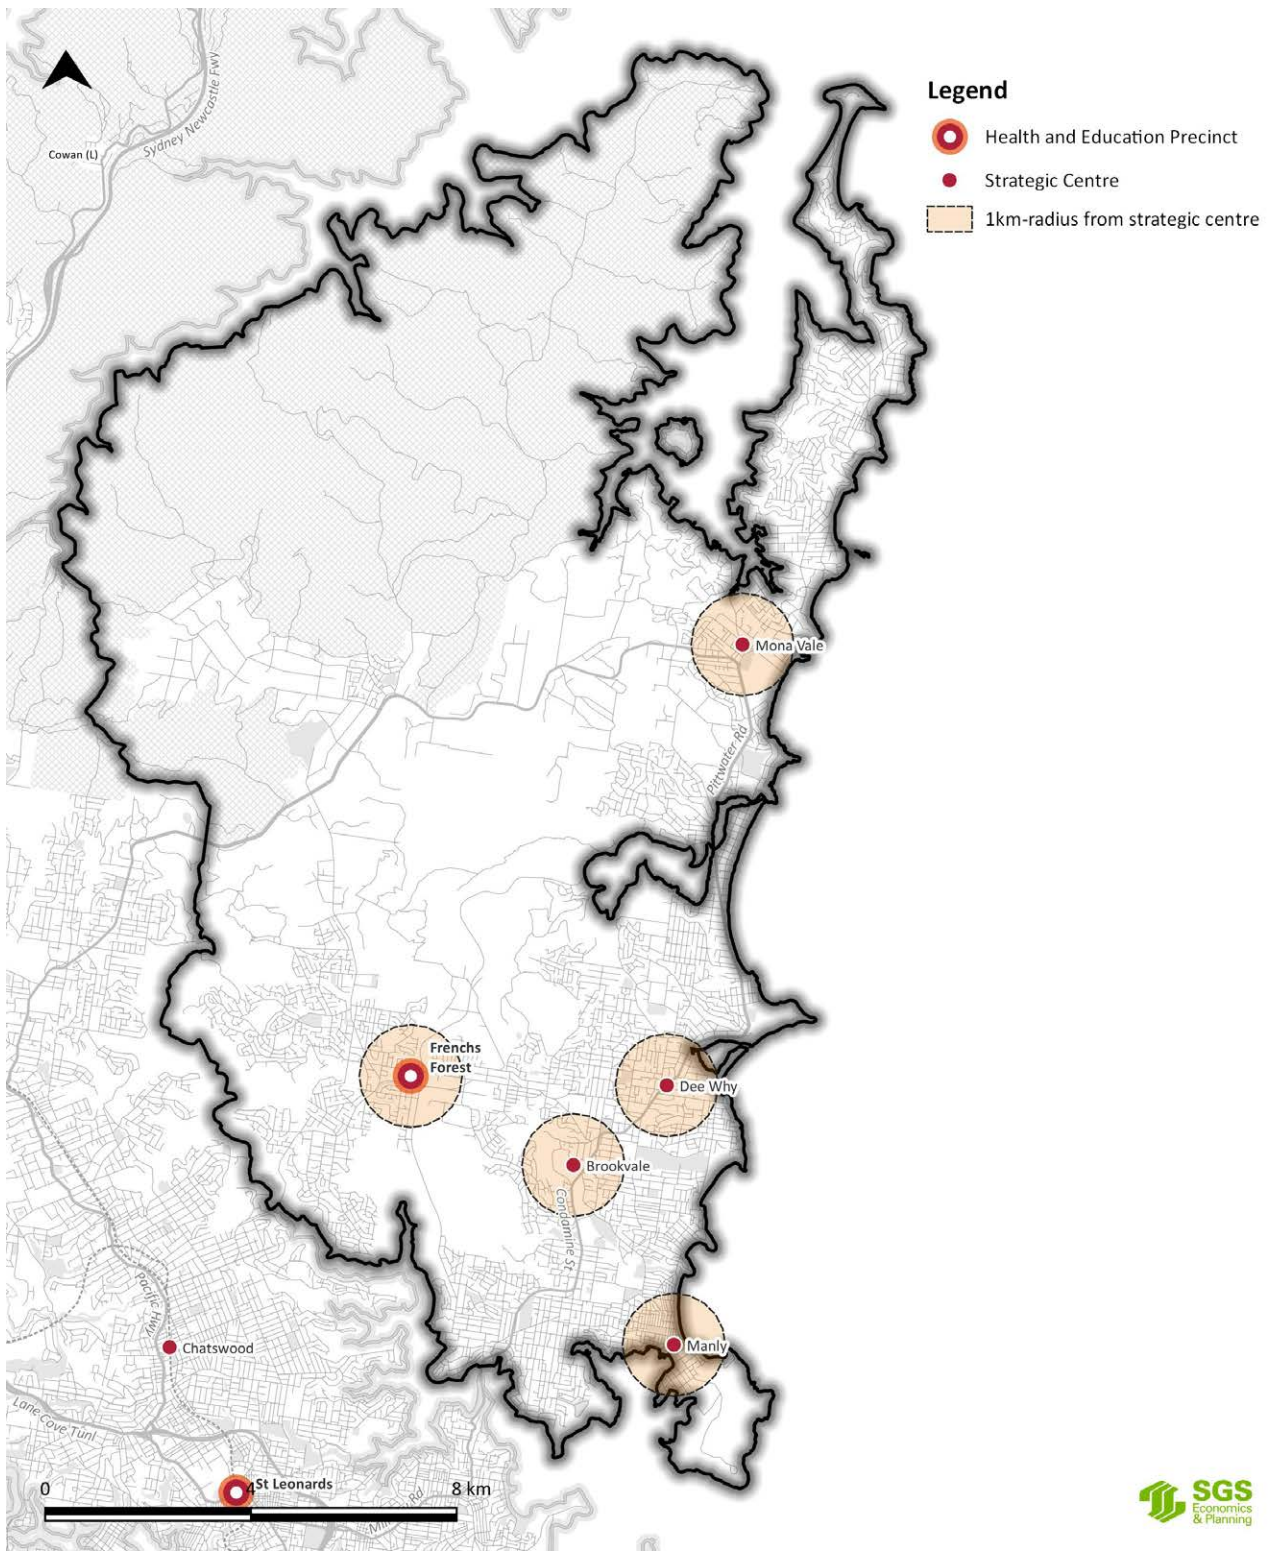 Legend
Health and Education Precinct
Strategic Centre
1km-radius from strategic centre
Sydney Newcastle Fwy
Cowan (L)
Mona Vale
Pittwater Rd
Frenchs
Forest
Dee Why
Brookvale
Condamine St
Pacific Hwy
Manly
Chatswood
Lane Cove Tunl
St Leonards
0
4
8 km
SGS
Economics
& Planning